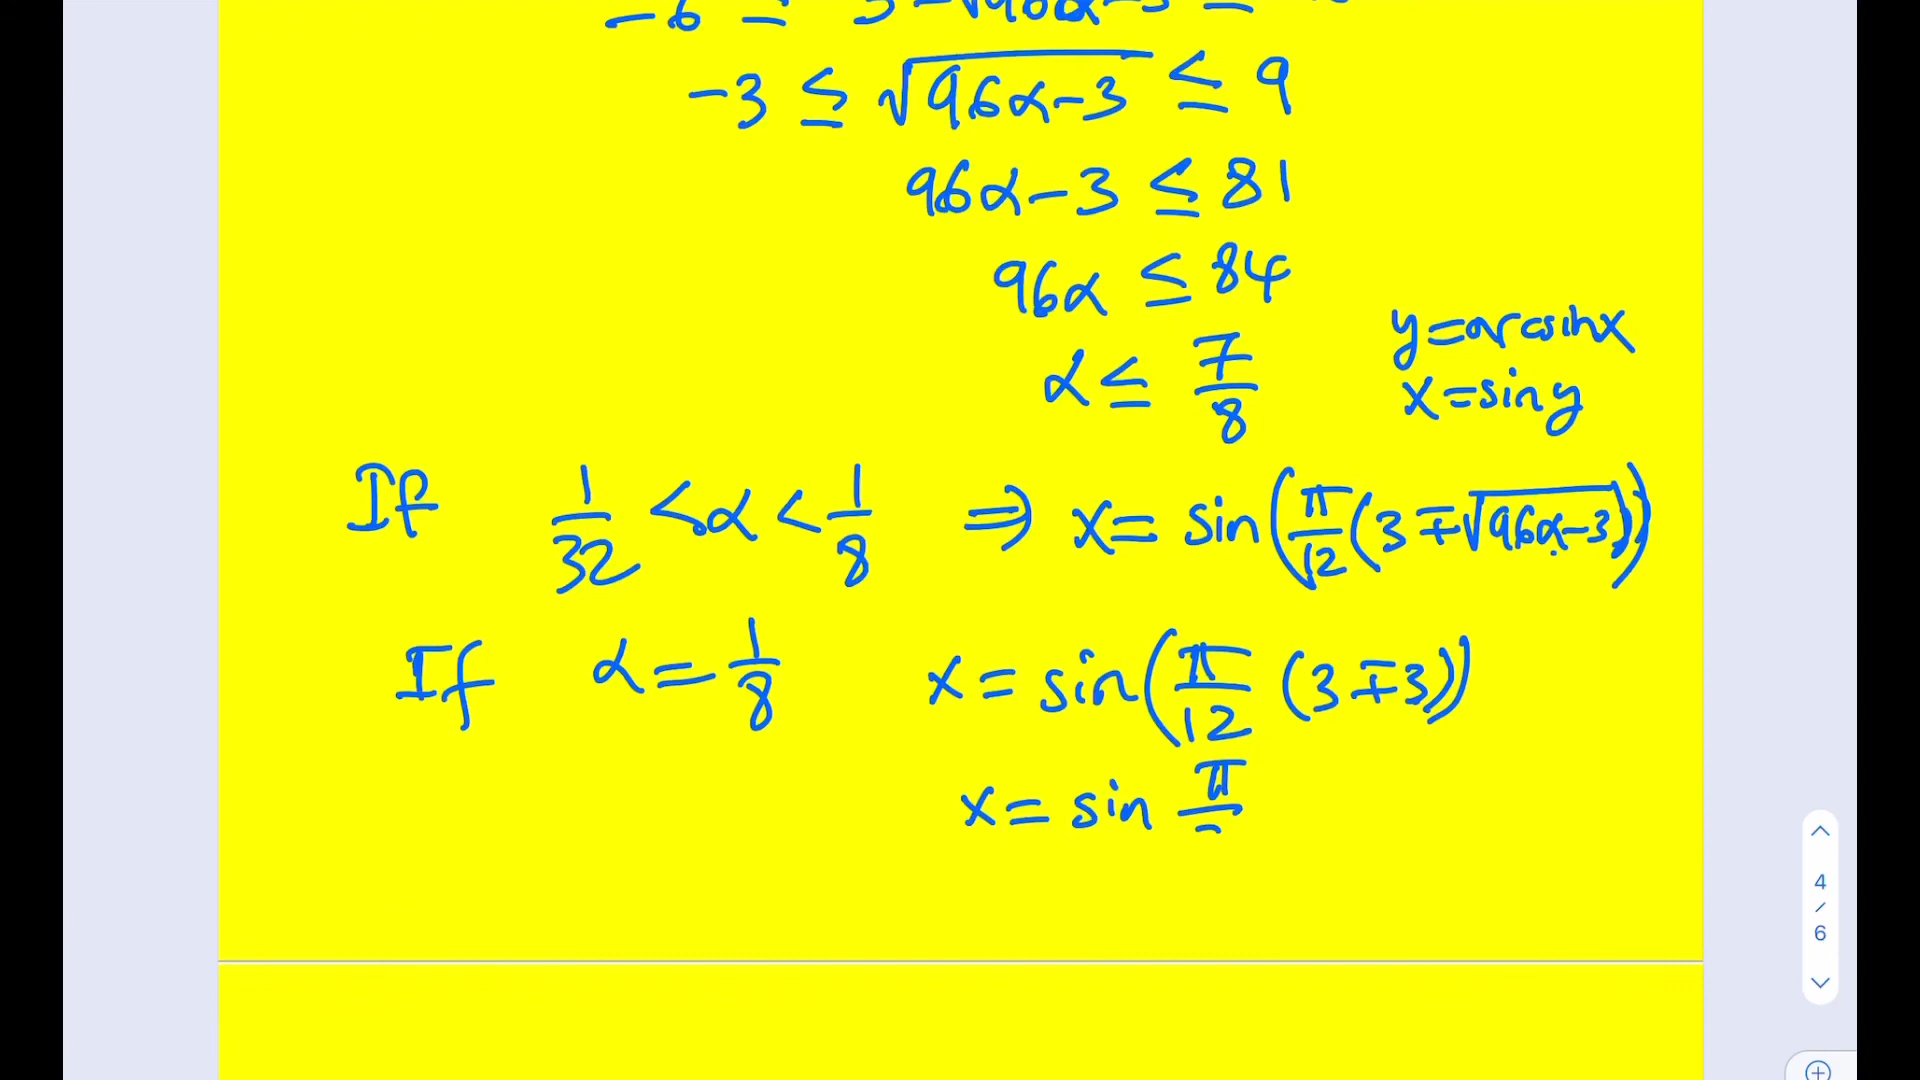 -3 ≤ √(96α-3) ≤ 9
96α-3 ≤ 81
96α ≤ 84
α ≤ 7/8
y=arcsinx
x=siny
If 1/32 <α< 1/8 ⇒ x= sin(π/12(3∓√(96α-3)))
If α=1/8 x= sin(π/12 (3∓3))
x= sin π
4
/
6